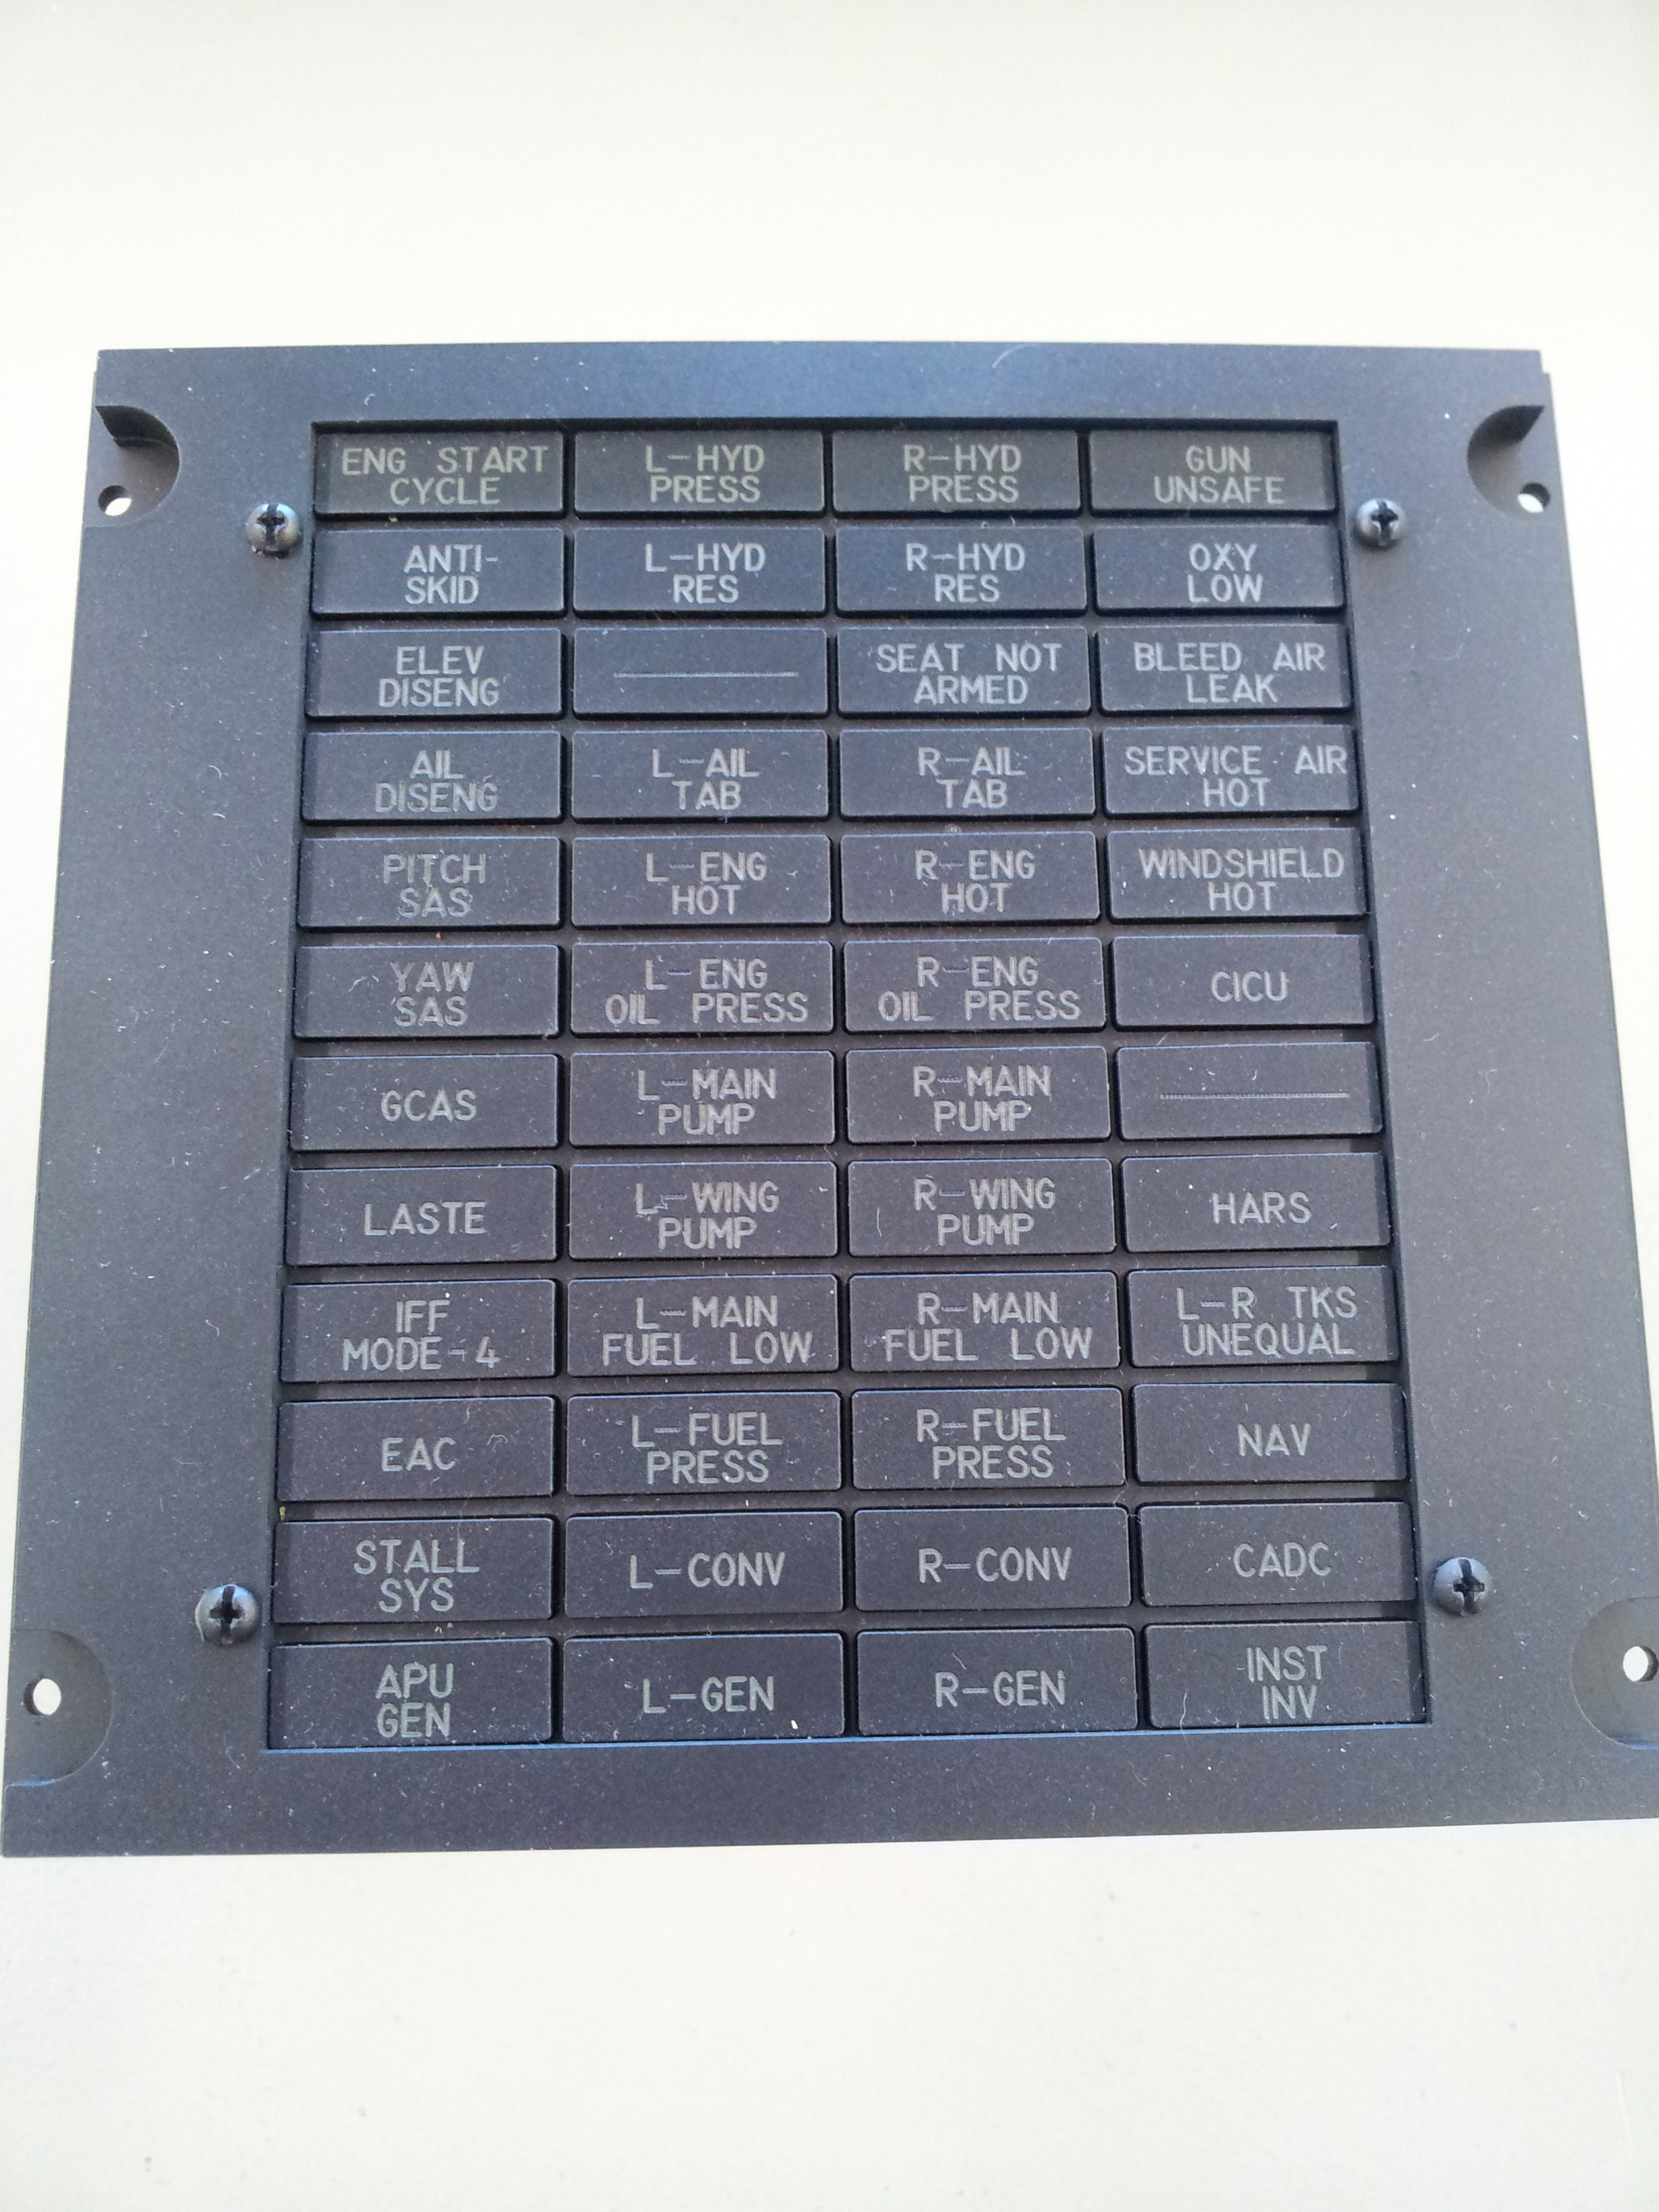 ENG START
CYCLE
L-HYD
PRESS
R-HYD
PRESS
GUN
UNSAFE
ANTI-
SKID
L-HYD
RES
R-HYD
RES
OXY
LOW
ELEV
DISENG
SEAT NOT
ARMED
BLEED AIR
LEAK
AIL
DISENG
L-AIL
TAB
R-AIL
TAB
SERVICE AIR
HOT
PITCH
SAS
L-ENG
HOT
R-ENG
HOT
WINDSHIELD
HOT
YAW
SAS
L-ENG
OIL PRESS
R-ENG
OIL PRESS
CICU
GCAS
L-MAIN
PUMP
R-MAIN
PUMP
LASTE
L-WING
PUMP
R-WING
PUMP
HARS
IFF
MODE-4
L-MAIN
FUEL LOW
R-MAIN
FUEL LOW
L-R TKS
UNEQUAL
EAC
L-FUEL
PRESS
R-FUEL
PRESS
NAV
STALL
SYS
L-CONV
R-CONV
CADC
APU
GEN
L-GEN
R-GEN
INST
INV